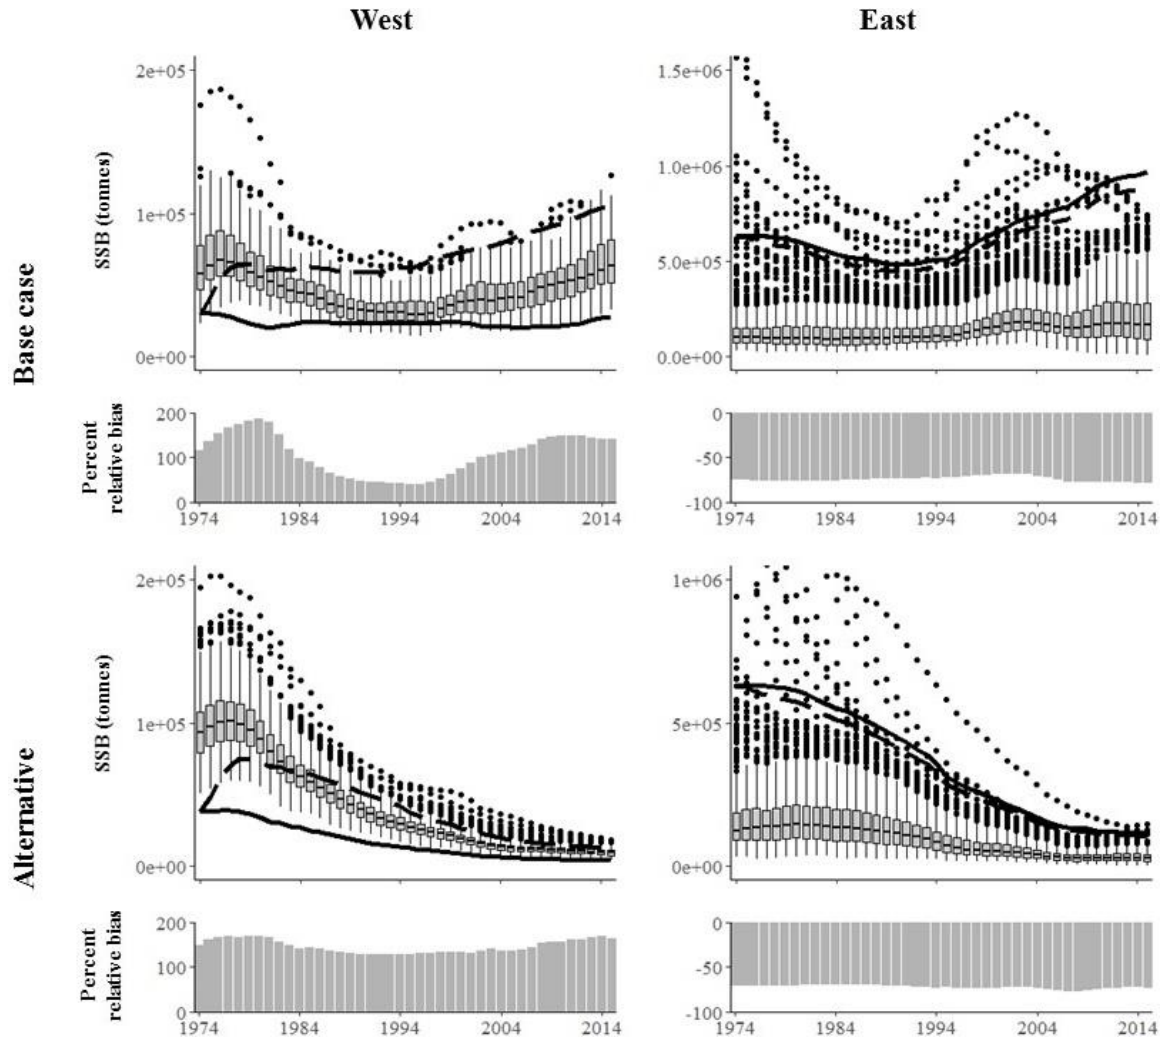 West
East
Base case
SSB (tonnes)
2e+05
1e+05
0e+00
1.5e+06
1.0e+06
5.0e+05
0.0e+00
Percent
relative bias
200
100
0
1974 1984 1994 2004 2014
0
-50
-100
1974 1984 1994 2004 2014
Alternative
SSB (tonnes)
2e+05
1e+05
0e+00
1e+06
5e+05
0e+00
Percent
relative bias
200
100
0
1974 1984 1994 2004 2014
0
-50
-100
1974 1984 1994 2004 2014